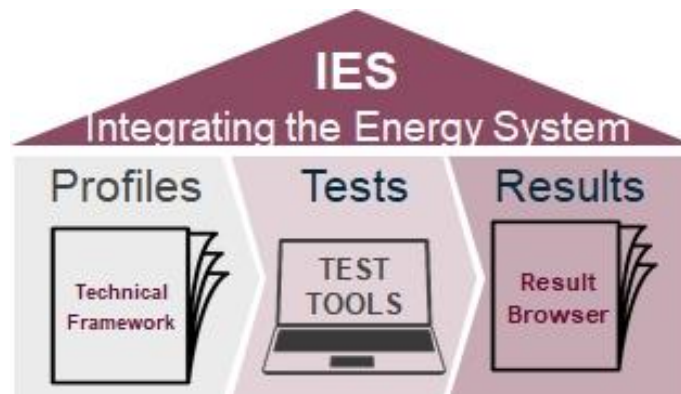 IES
Integrating the Energy System
Profiles
Tests
Results
Technical
Framework
TEST
TOOLS
Result
Browser